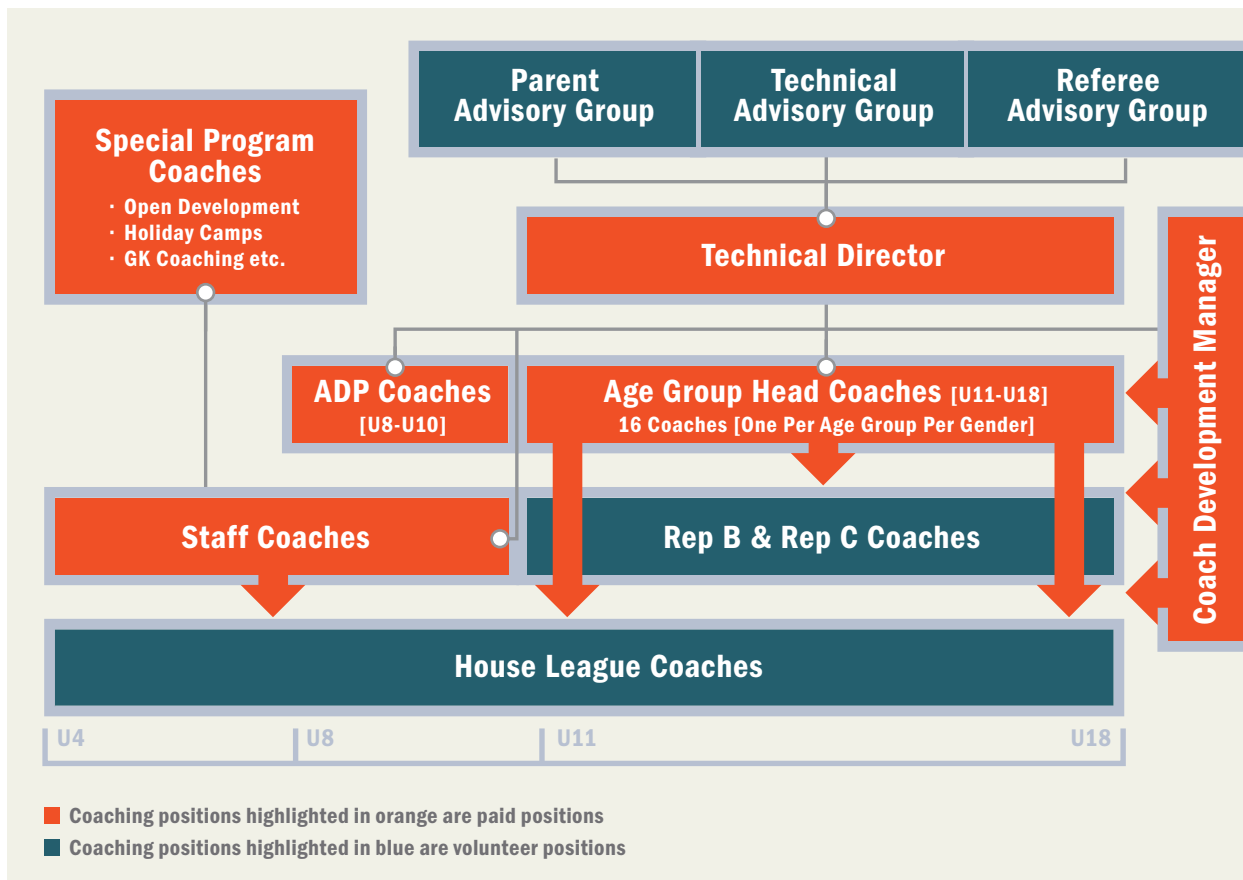 Parent
Advisory Group
Technical
Advisory Group
Referee
Advisory Group
Special Program
Coaches
· Open Development
· Holiday Camps
· GK Coaching etc.
Technical Director
Coach Development Manager
ADP Coaches
[U8-U10]
Age Group Head Coaches [U11-U18]
16 Coaches [One Per Age Group Per Gender]
Staff Coaches
Rep B & Rep C Coaches
House League Coaches
U4
U8
U11
U18
Coaching positions highlighted in orange are paid positions
Coaching positions highlighted in blue are volunteer positions